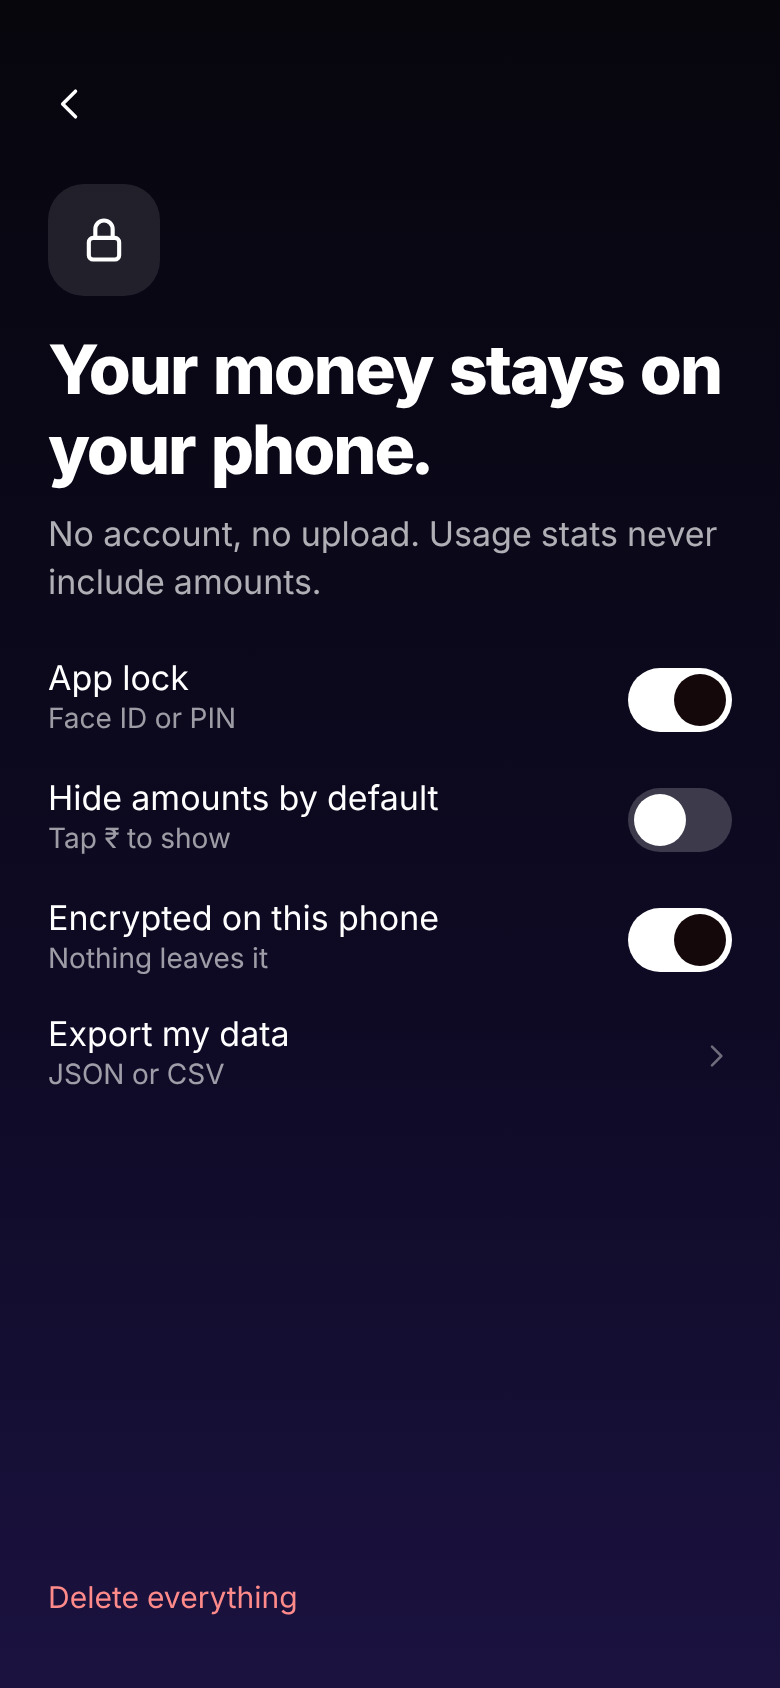 Your money stays on
your phone.
No account, no upload. Usage stats never
include amounts.
App lock
Face ID or PIN
Hide amounts by default
Tap ₹ to show
Encrypted on this phone
Nothing leaves it
Export my data
JSON or CSV
Delete everything